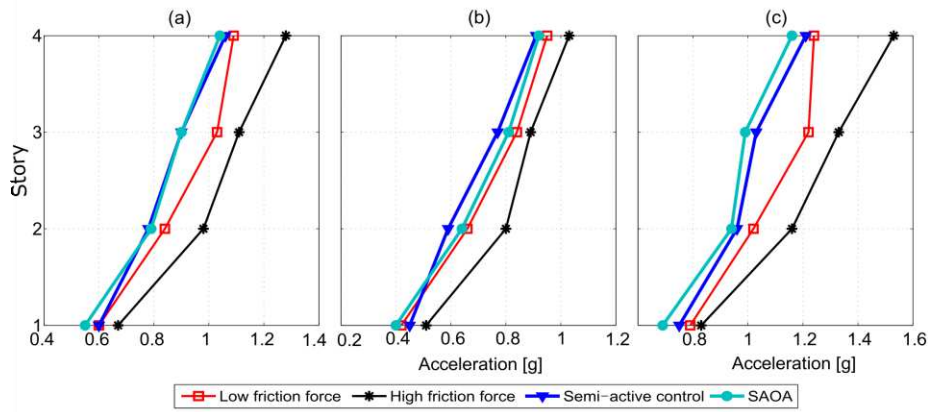 (a) (b) (c)
4
3
2
1
Story
0.4 0.6 0.8 1 1.2 1.4 0.2 0.4 0.6 0.8 1 1.2 0.6 0.8 1 1.2 1.4 1.6
Acceleration [g] Acceleration [g]
Low friction force High friction force Semi-active control SAOA